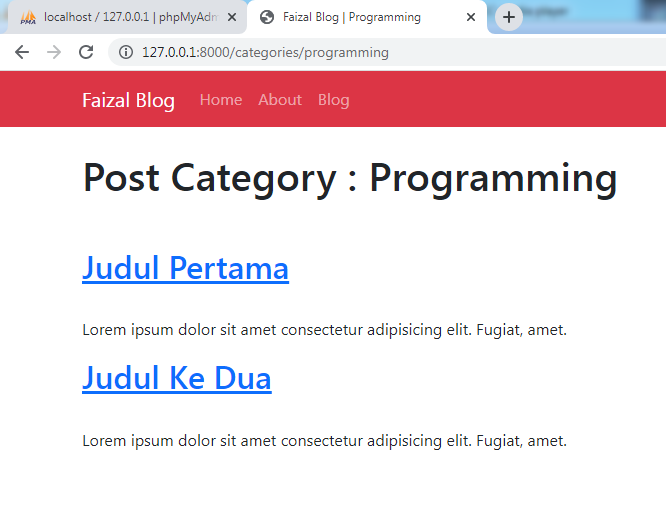 localhost / 127.0.0.1 | phpMyAdm
Faizal Blog | Programming
127.0.0.1:8000/categories/programming
Faizal Blog Home About Blog
Post Category : Programming
Judul Pertama
Lorem ipsum dolor sit amet consectetur adipisicing elit. Fugiat, amet.
Judul Ke Dua
Lorem ipsum dolor sit amet consectetur adipisicing elit. Fugiat, amet.